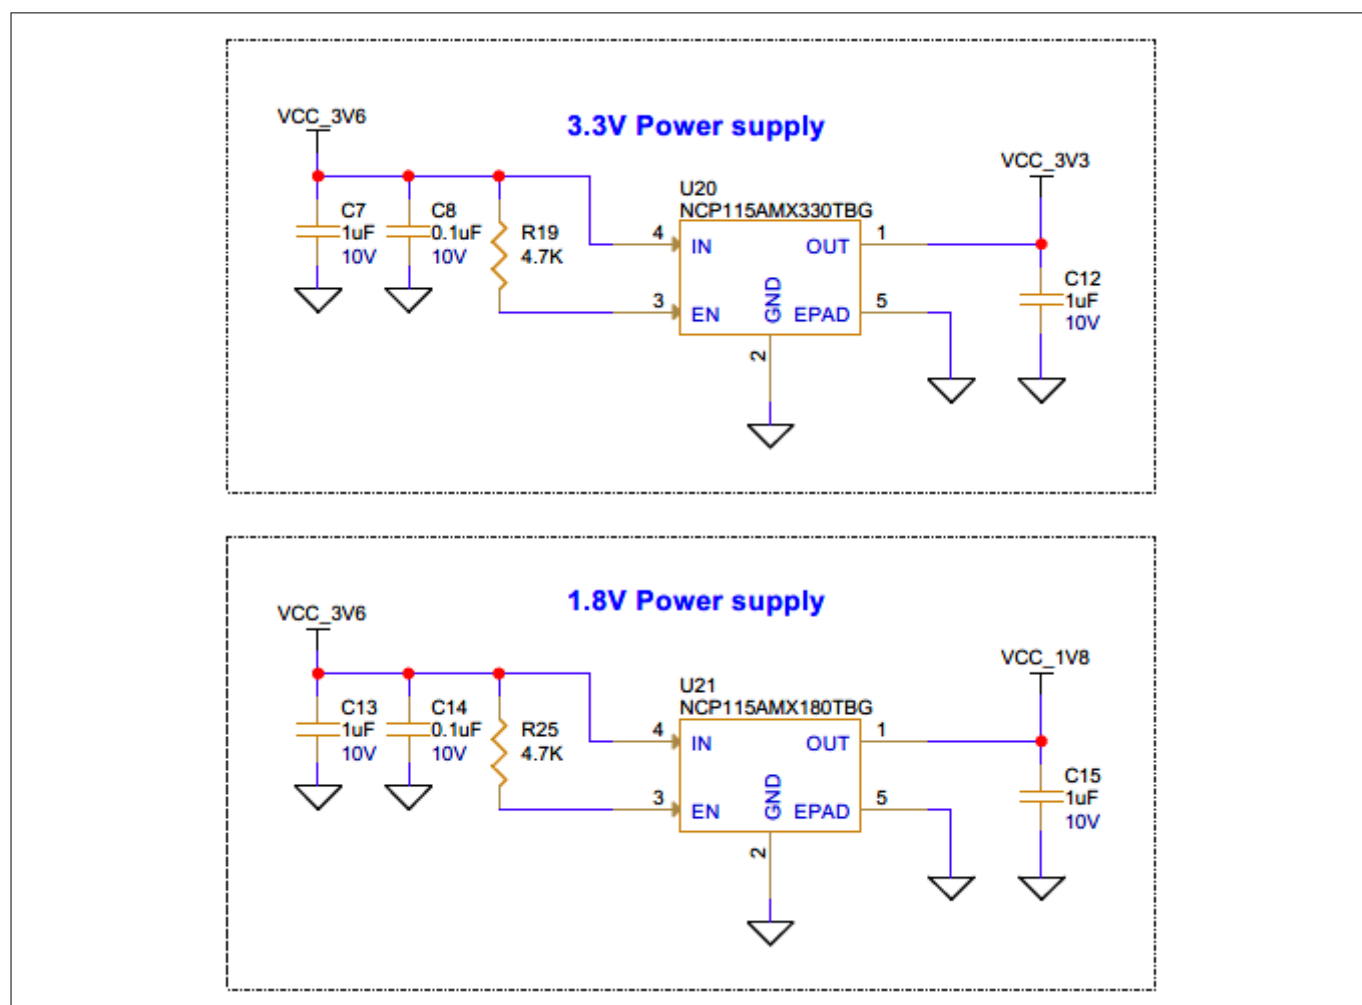 3.3V Power supply
VCC_3V6
VCC_3V3
U20
NCP115AMX330TBG
C7
1uF
10V
C8
0.1uF
10V
R19
4.7K
4
IN
OUT
1
3
EN
GND
EPAD
5
2
C12
1uF
10V
1.8V Power supply
VCC_3V6
VCC_1V8
U21
NCP115AMX180TBG
C13
1uF
10V
C14
0.1uF
10V
R25
4.7K
4
IN
OUT
1
3
EN
GND
EPAD
5
2
C15
1uF
10V